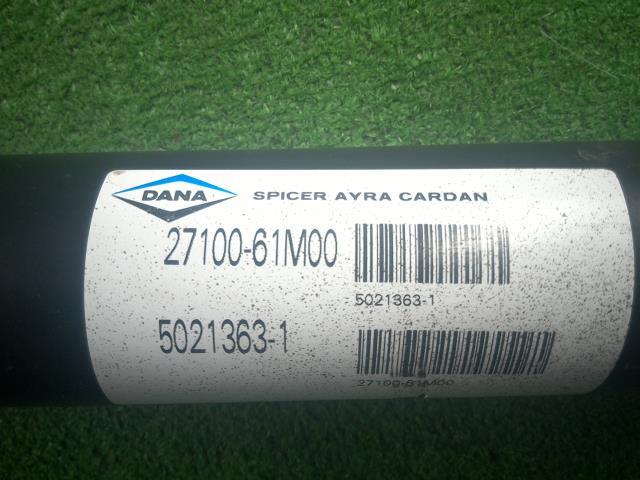 DANA SPICER AYRA CARDAN
27100-61M00
5021363-1
5021363-1
27100-61M00